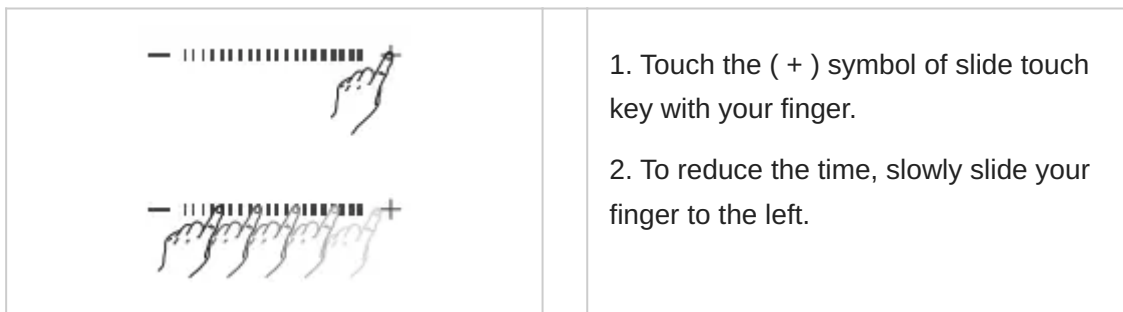 1. Touch the ( + ) symbol of slide touch
key with your finger.
2. To reduce the time, slowly slide your
finger to the left.